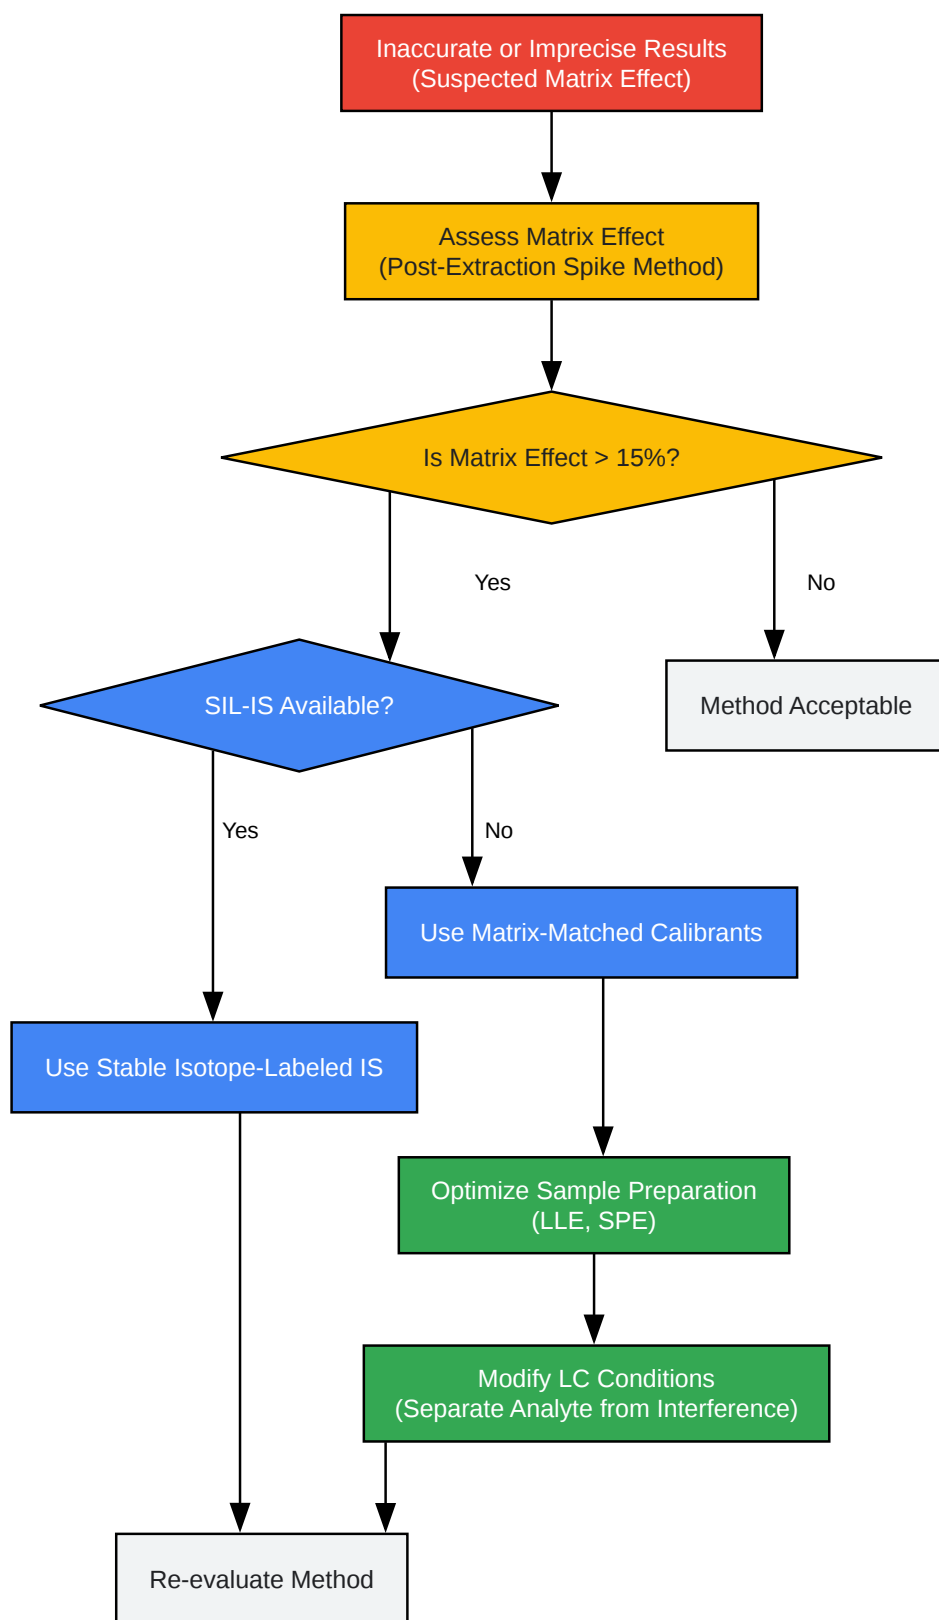 Inaccurate or Imprecise Results
(Suspected Matrix Effect)
Assess Matrix Effect
(Post-Extraction Spike Method)
Is Matrix Effect > 15%?
Yes
No
SIL-IS Available?
Method Acceptable
Yes
No
Use Matrix-Matched Calibrants
Use Stable Isotope-Labeled IS
Optimize Sample Preparation
(LLE, SPE)
Modify LC Conditions
(Separate Analyte from Interference)
Re-evaluate Method